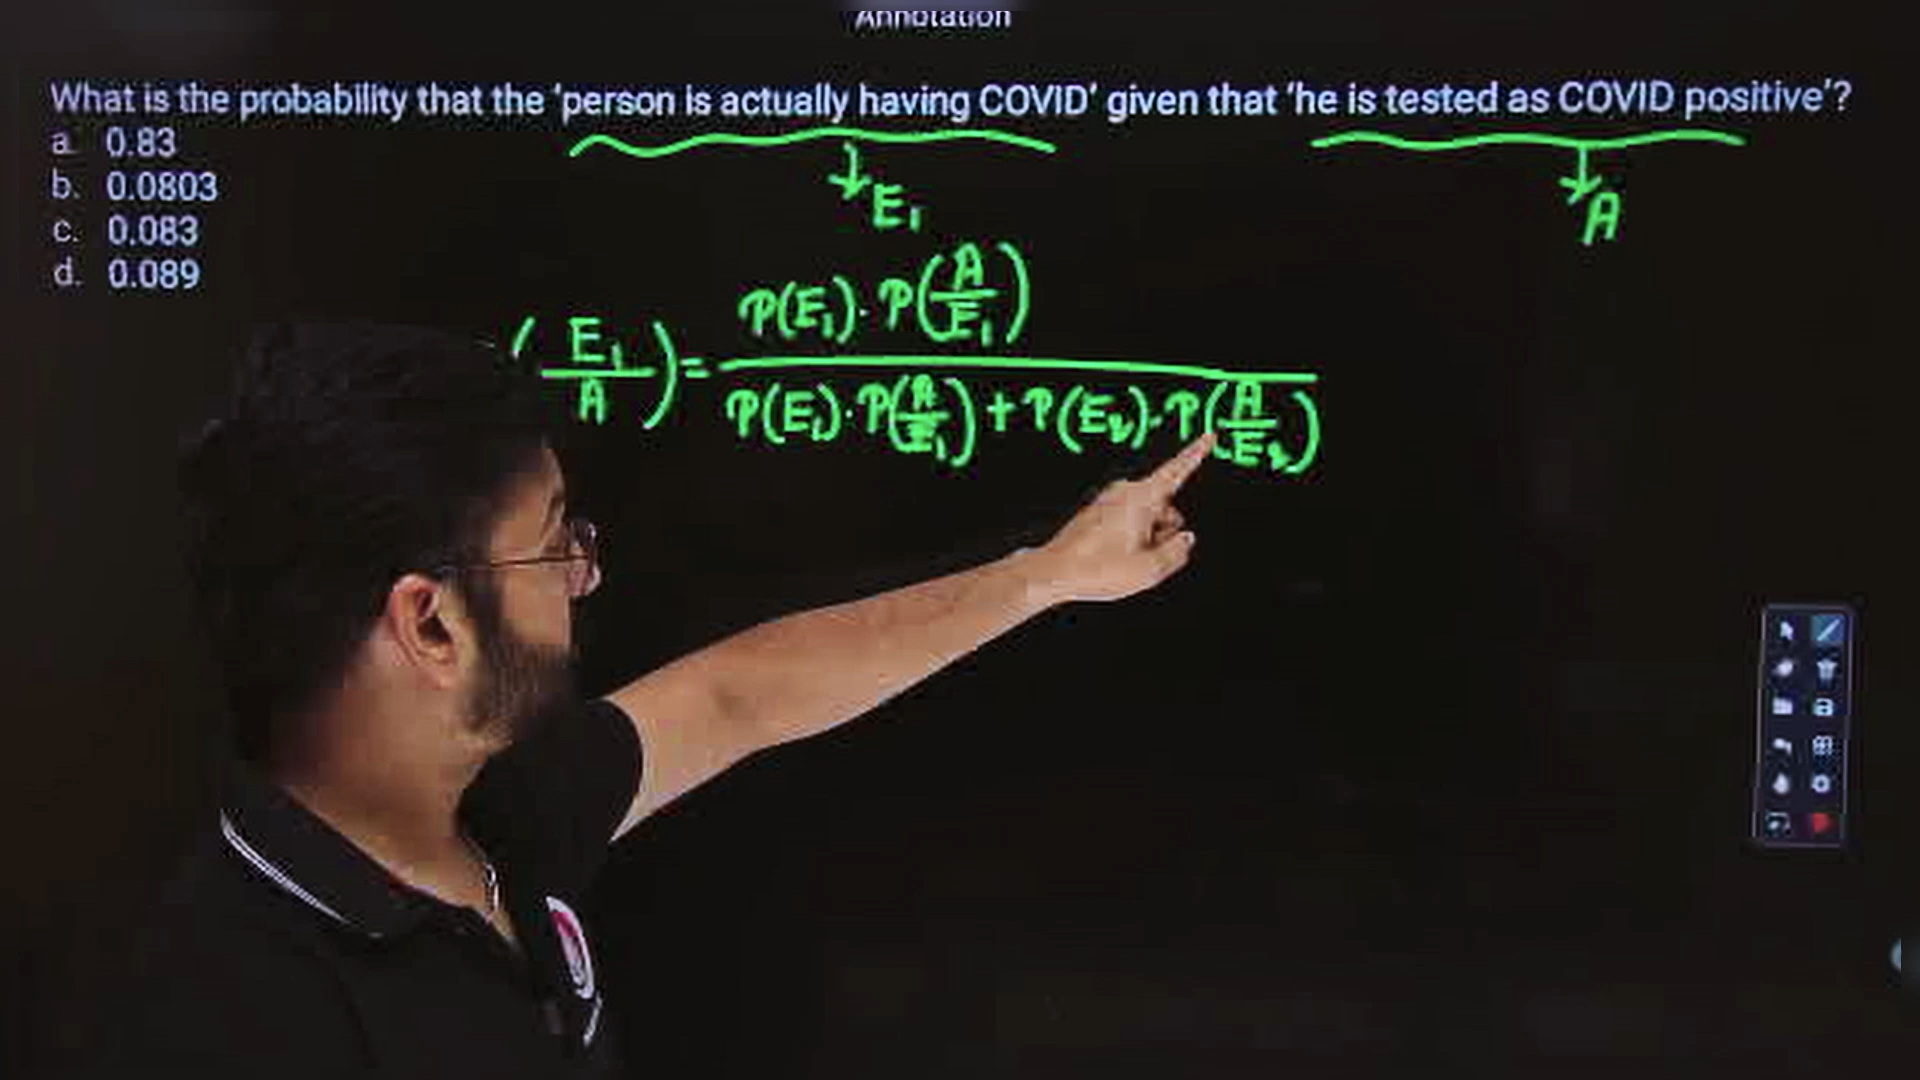 Annotation
What is the probability that the ‘person is actually having COVID’ given that ‘he is tested as COVID positive’?
a. 0.83
b. 0.0803
c. 0.083
d. 0.089
E₁
A
(E₁/A) = P(E₁)·P(A/E₁) / P(E₁)·P(A/E₁) + P(E₂)·P(A/E₂)